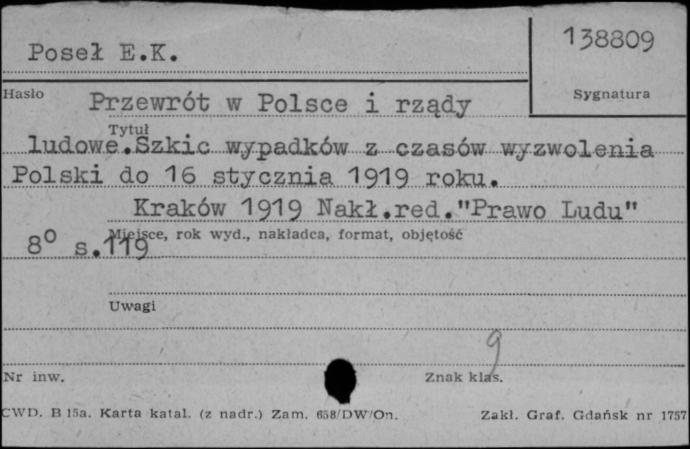 Poseł E.K.
138809
Hasło
Sygnatura
Przewrót w Polsce i rządy
Tytuł
ludowe.Szkic wypadków z czasów wyzwolenia
Polski do 16 stycznia 1919 roku.
Kraków 1919 Nakł.red."Prawo Ludu"
Miejsce, rok wyd., nakładca, format, objętość
8° s.119
Uwagi
9
Nr inw.
Znak klas.
CWD. B 15a. Karta katal. (z nadr.) Zam. 658/DW/On.
Zakł. Graf. Gdańsk nr 1757